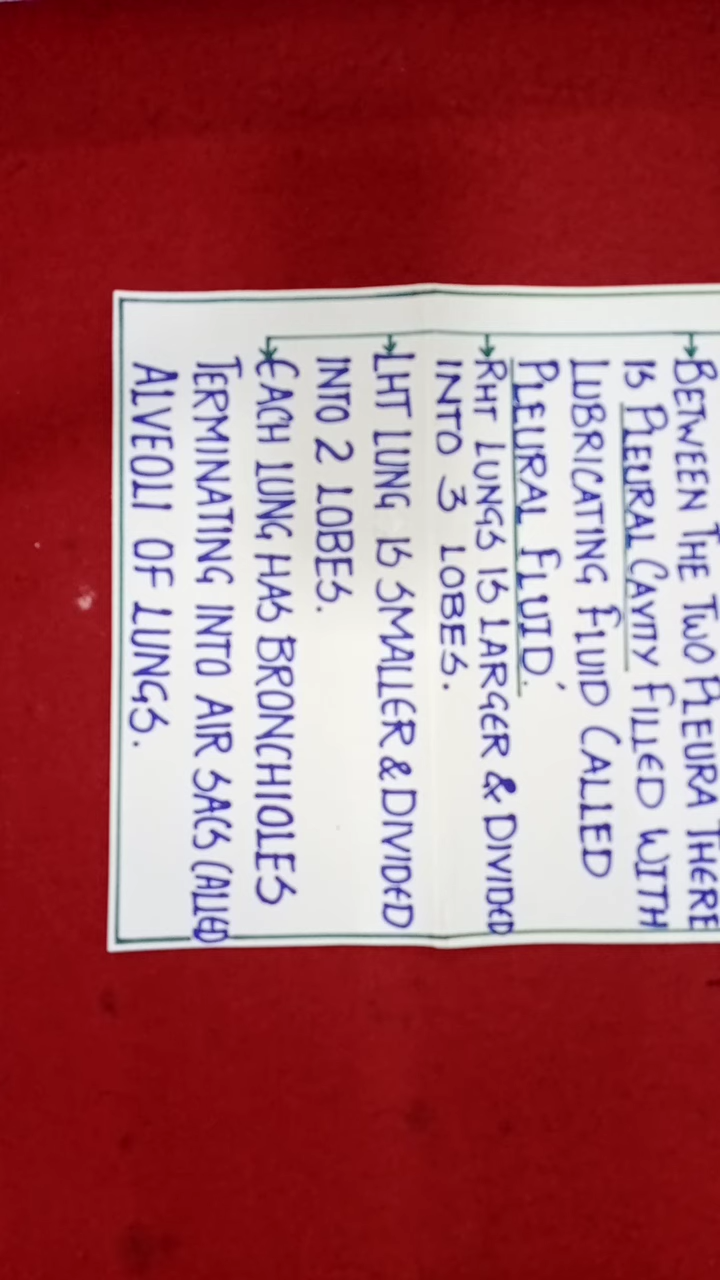 →BETWEEN THE TWO PLEURA THERE
IS PLEURAL CAVITY FILLED WITH
LUBRICATING FLUID CALLED
PLEURAL FLUID.
→RHT LUNGS IS LARGER & DIVIDED
INTO 3 LOBES.
→LHT LUNG IS SMALLER & DIVIDED
INTO 2 LOBES.
→EACH LUNG HAS BRONCHIOLES
TERMINATING INTO AIR SACS CALLED
ALVEOLI OF LUNGS.